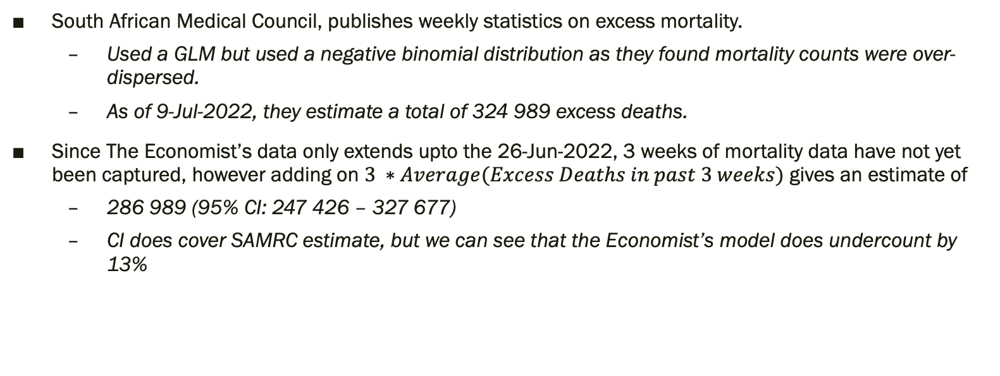 ■ South African Medical Council, publishes weekly statistics on excess mortality.
– Used a GLM but used a negative binomial distribution as they found mortality counts were over-
dispersed.
– As of 9-Jul-2022, they estimate a total of 324 989 excess deaths.
■ Since The Economist’s data only extends upto the 26-Jun-2022, 3 weeks of mortality data have not yet
been captured, however adding on 3 * Average(Excess Deaths in past 3 weeks) gives an estimate of
– 286 989 (95% CI: 247 426 – 327 677)
– CI does cover SAMRC estimate, but we can see that the Economist’s model does undercount by
13%